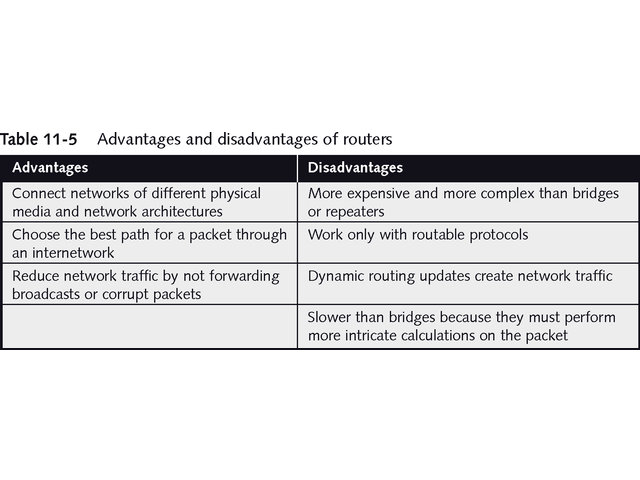 Table 11-5 Advantages and disadvantages of routers
Advantages
Disadvantages
Connect networks of different physical
media and network architectures
More expensive and more complex than bridges
or repeaters
Choose the best path for a packet through
an internetwork
Work only with routable protocols
Reduce network traffic by not forwarding
broadcasts or corrupt packets
Dynamic routing updates create network traffic
Slower than bridges because they must perform
more intricate calculations on the packet